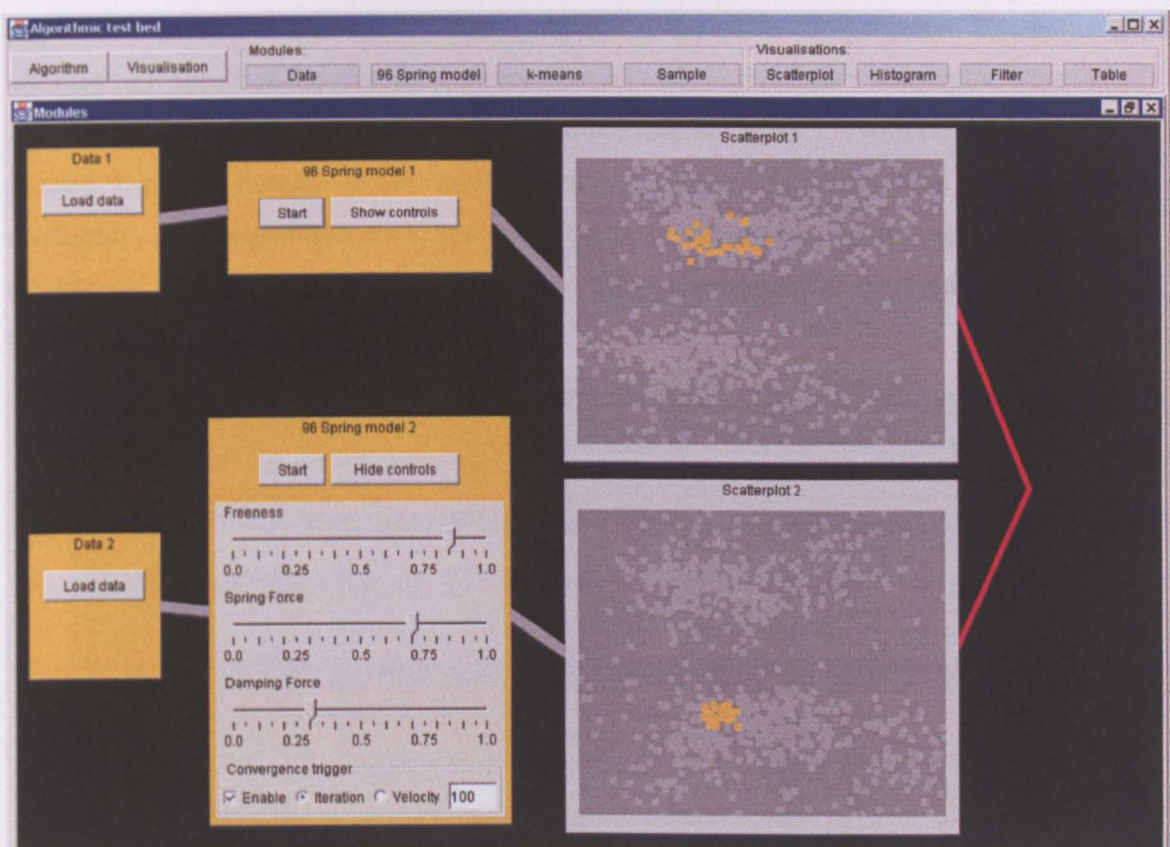 Algorithmic test bed
Algorithm
Visualisation
Modules:
Data
96 Spring model
k-means
Sample
Visualisations:
Scatterplot
Histogram
Filter
Table
Modules
Data 1
Load data
96 Spring model 1
Start
Show controls
Scatterplot 1
96 Spring model 2
Start
Hide controls
Freeness
0.0 0.25 0.5 0.75 1.0
Spring Force
0.0 0.25 0.5 0.75 1.0
Damping Force
0.0 0.25 0.5 0.75 1.0
Convergence trigger
Enable Iteration Velocity 100
Data 2
Load data
Scatterplot 2